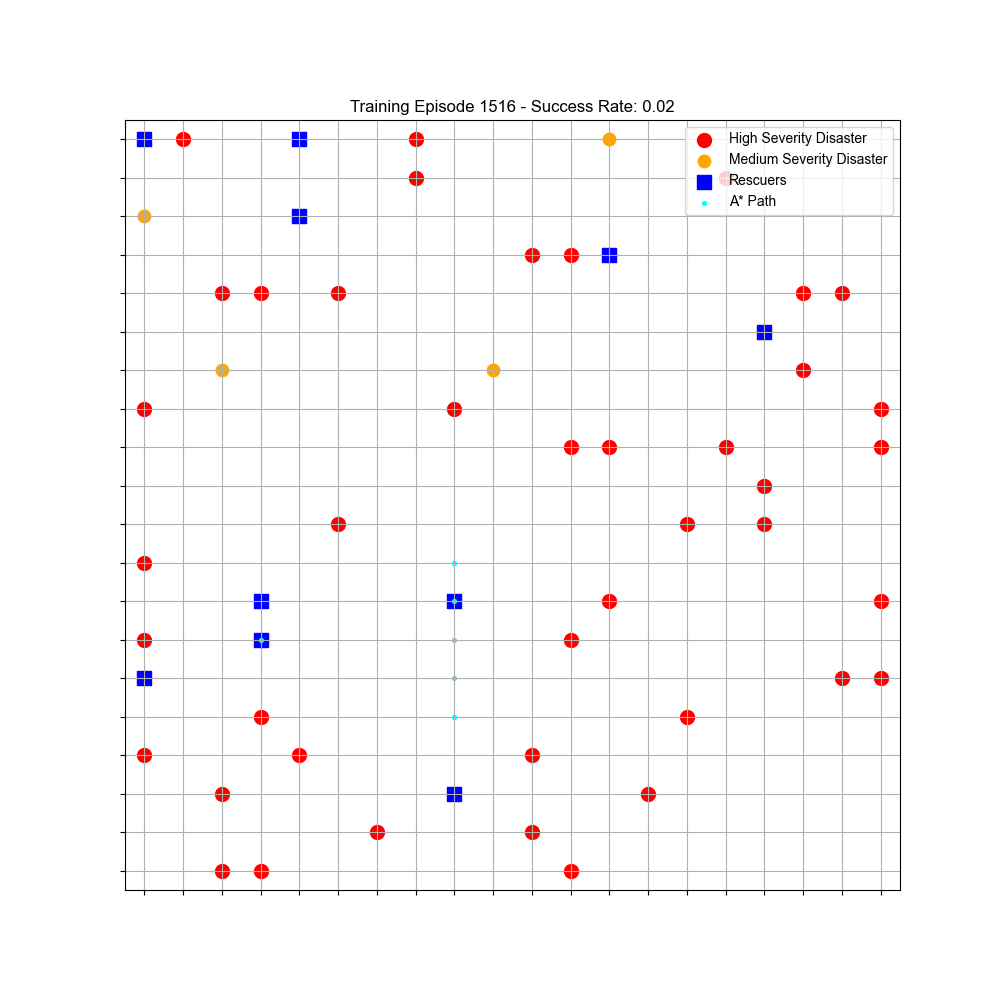 Training Episode 1516 - Success Rate: 0.02
High Severity Disaster
Medium Severity Disaster
Rescuers
A* Path